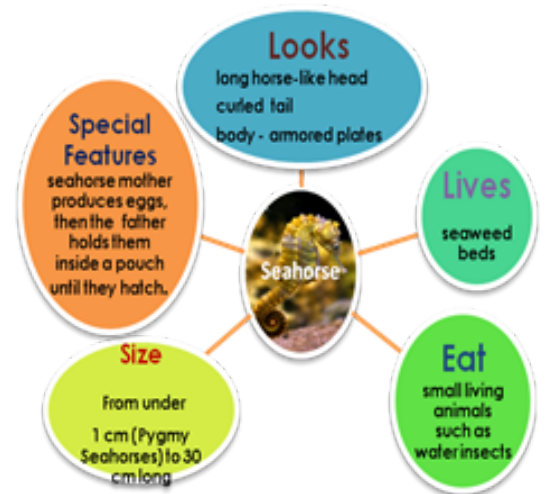 Looks
long horse-like head
curled tail
body - armored plates
Special
Features
seahorse mother
produces eggs,
then the father
holds them
inside a pouch
until they hatch.
Lives
seaweed
beds
Seahorse
Size
From under
1 cm (Pygmy
Seahorses) to 30
cm long
Eat
small living
animals
such as
water insects